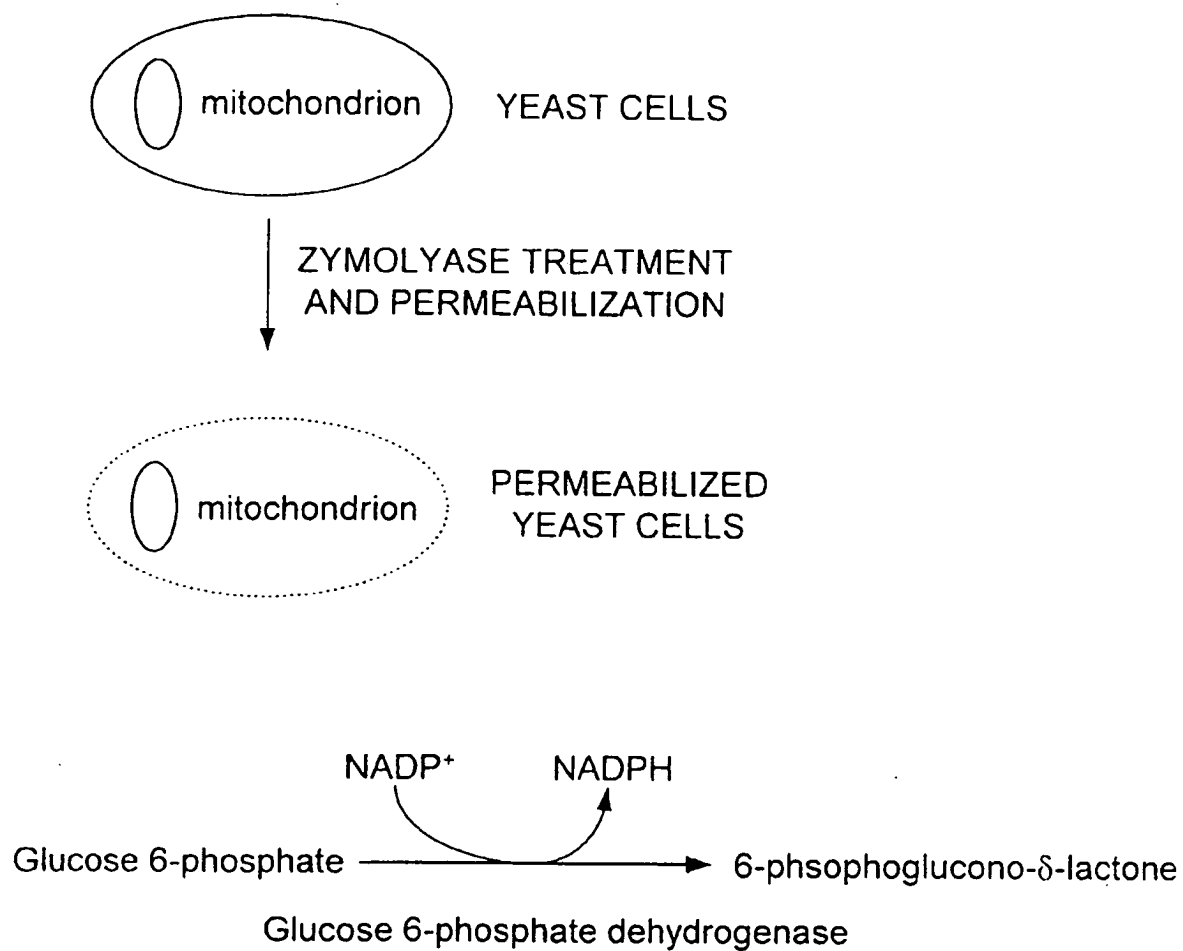 mitochondrion
YEAST CELLS
ZYMOLYASE TREATMENT
AND PERMEABILIZATION
mitochondrion
PERMEABILIZED
YEAST CELLS
NADP⁺ NADPH
Glucose 6-phosphate 6-phsophoglucono-δ-lactone
Glucose 6-phosphate dehydrogenase